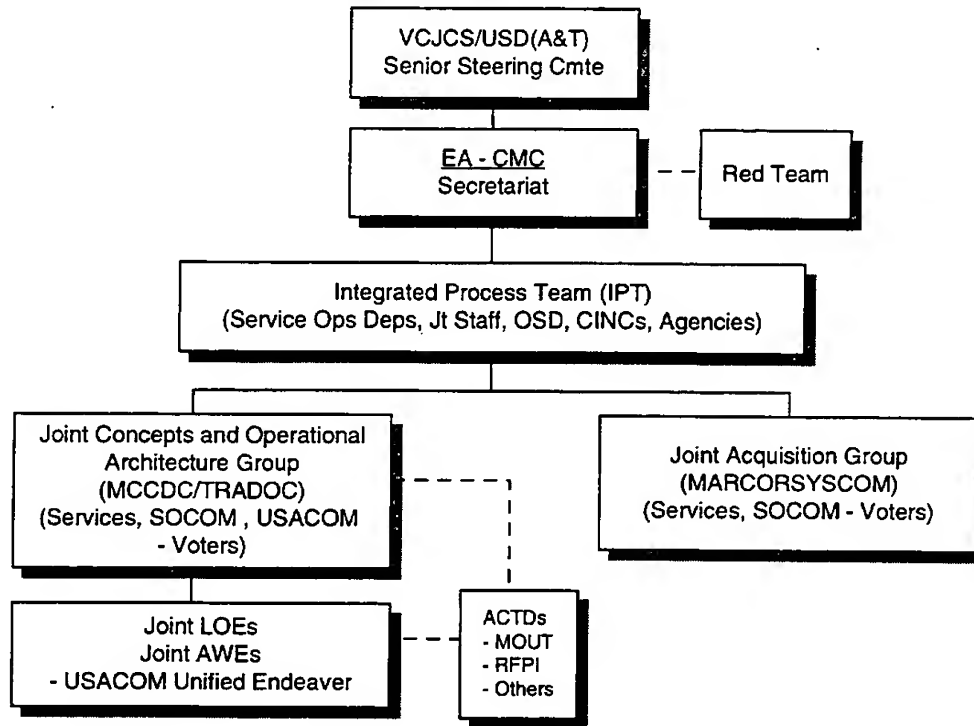 VCJCS/USD(A&T)
Senior Steering Cmte
EA - CMC
Secretariat
Red Team
Integrated Process Team (IPT)
(Service Ops Deps, Jt Staff, OSD, CINCs, Agencies)
Joint Concepts and Operational
Architecture Group
(MCCDC/TRADOC)
(Services, SOCOM , USACOM
- Voters)
Joint Acquisition Group
(MARCORSYSCOM)
(Services, SOCOM - Voters)
Joint LOEs
Joint AWEs
- USACOM Unified Endeaver
ACTDs
- MOUT
- RFPI
- Others